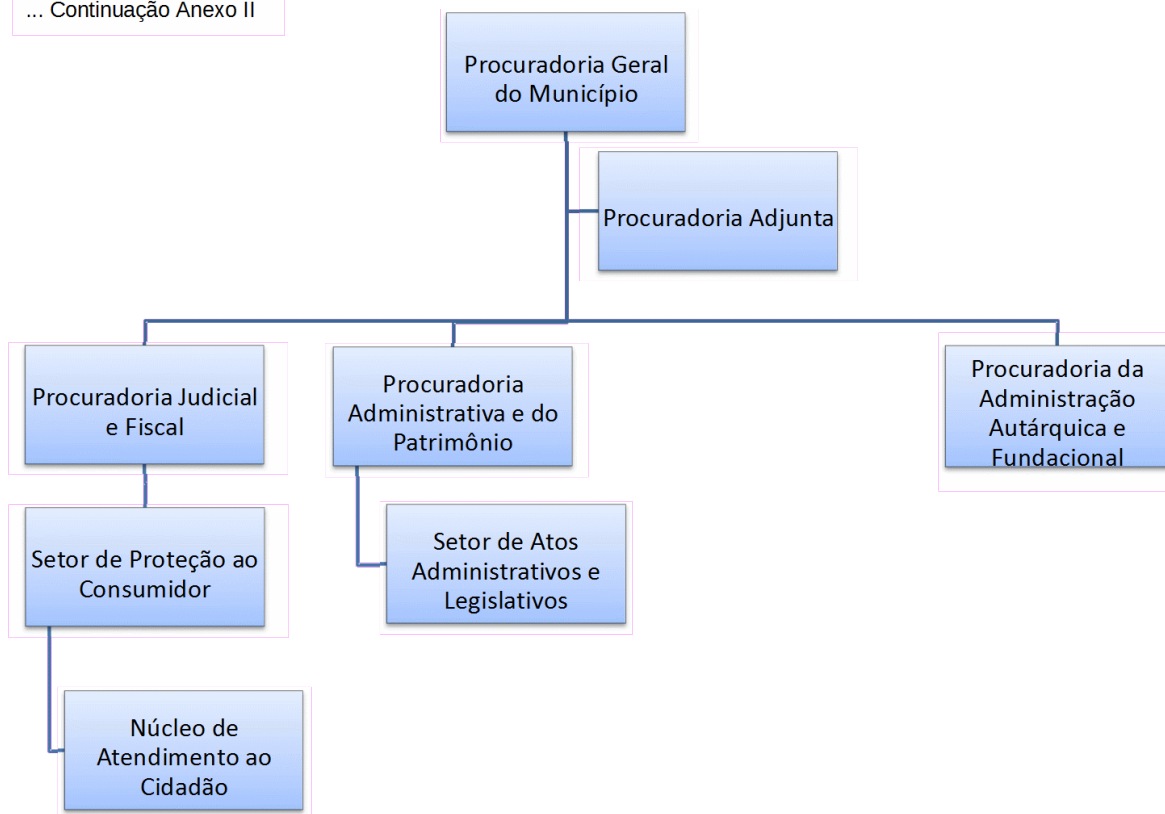 ... Continuação Anexo II
Procuradoria Geral
do Município
Procuradoria Adjunta
Procuradoria Judicial
e Fiscal
Procuradoria
Administrativa e do
Patrimônio
Procuradoria da
Administração
Autárquica e
Fundacional
Setor de Proteção ao
Consumidor
Setor de Atos
Administrativos e
Legislativos
Núcleo de
Atendimento ao
Cidadão